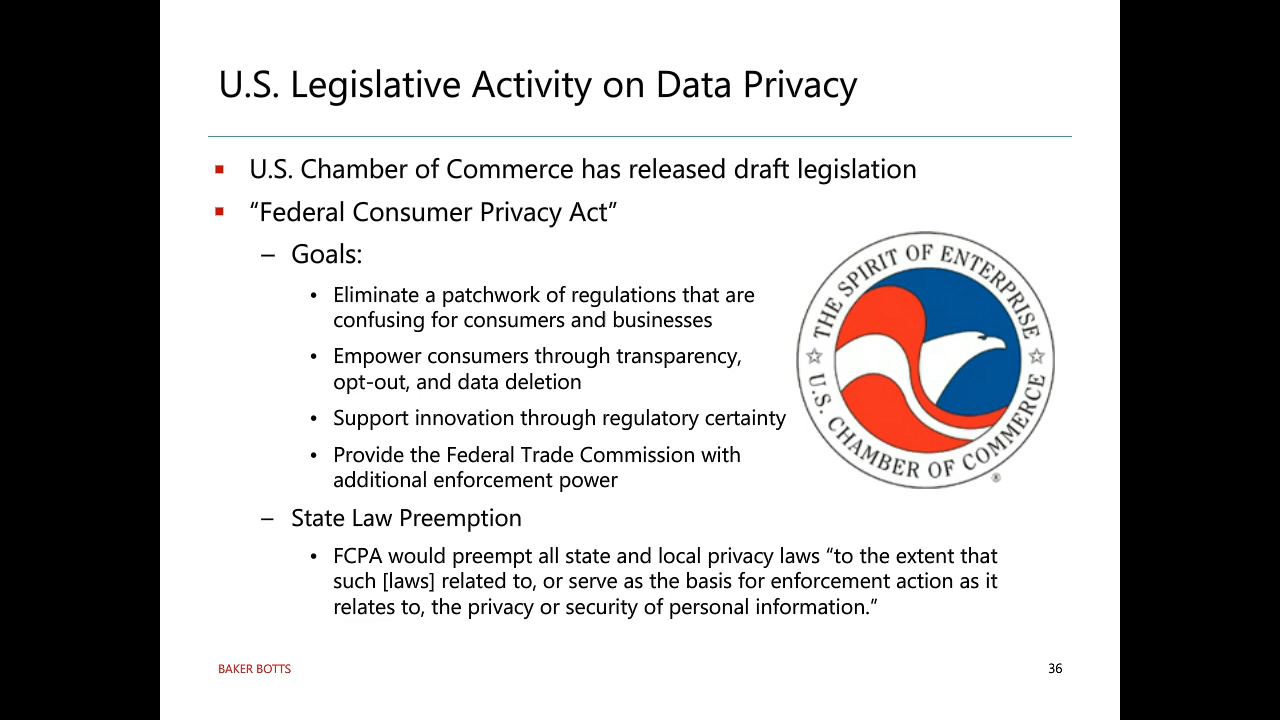 U.S. Legislative Activity on Data Privacy
▪ U.S. Chamber of Commerce has released draft legislation
▪ “Federal Consumer Privacy Act”
– Goals:
• Eliminate a patchwork of regulations that are
confusing for consumers and businesses
• Empower consumers through transparency,
opt-out, and data deletion
• Support innovation through regulatory certainty
• Provide the Federal Trade Commission with
additional enforcement power
– State Law Preemption
• FCPA would preempt all state and local privacy laws “to the extent that
such [laws] related to, or serve as the basis for enforcement action as it
relates to, the privacy or security of personal information.”
THE SPIRIT OF ENTERPRISE
U.S. CHAMBER OF COMMERCE
®
BAKER BOTTS
36